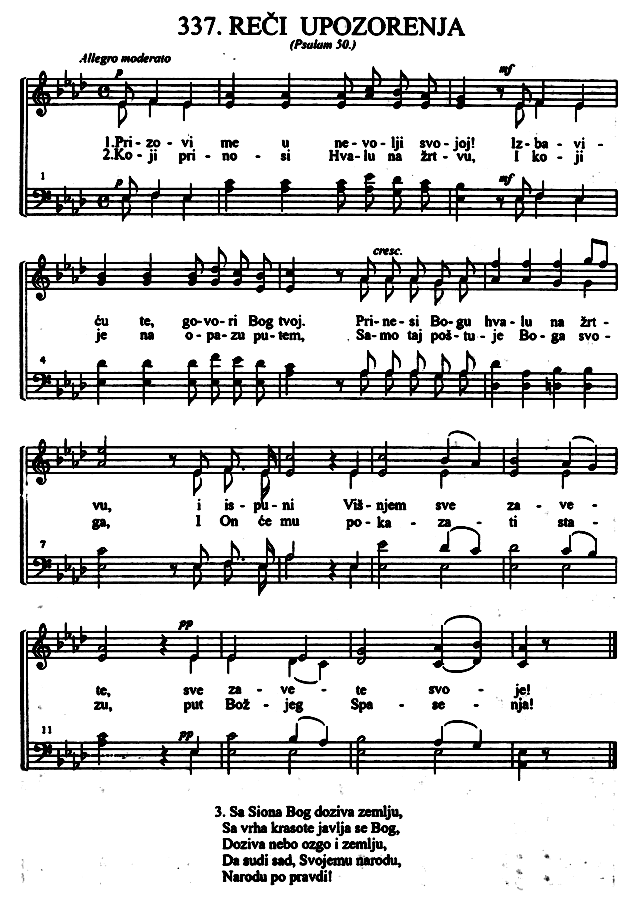 337. REČI UPOZORENJA
(Psalam 50.)
Allegro moderato
p mf
1.Pri- zo - vi me u ne-vo-lji svo-joj! Iz-ba - vi -
2.Ko - ji pri - no - si Hva-lu na žrt-vu, I ko - ji
1
p mf
cresc.
ću te, go-vo-ri Bog tvoj. Pri-ne-si Bo-gu hva - lu na žrt -
je na o-pa-zu pu-tem, Sa-mo taj poš-tu-je Bo-ga svo -
4
vu, i is-pu-ni Viš-njem sve za - ve -
ga, I On će mu po - ka - za - ti sta -
7
pp
te, sve za - ve - te svo - je!
zu, put Bož - jeg Spa - se - nja!
11
pp
3. Sa Siona Bog doziva zemlju,
Sa vrha krasote javlja se Bog,
Doziva nebo ozgo i zemlju,
Da sudi sad, Svojemu narodu,
Narodu po pravdi!